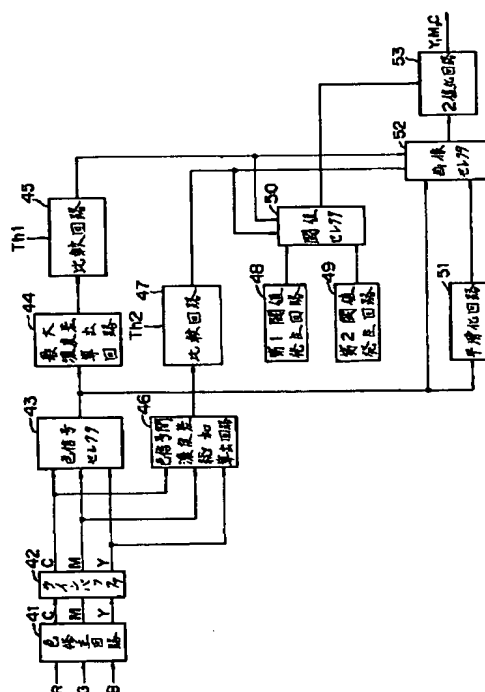 R
G
B
41
色修正回路
C
M
Y
42
ラインバッファ
C
M
Y
43
色信号
セレクタ
44
最大
濃度差
算出
回路
Th1
45
比較回路
46
色信号間
濃度差
総和
算出回路
Th2
47
比較回路
48
第1閾値
発生回路
49
第2閾値
発生回路
50
閾値
セレクタ
51
平滑化回路
52
画像
セレクタ
53
2値化回路
Y,M,C